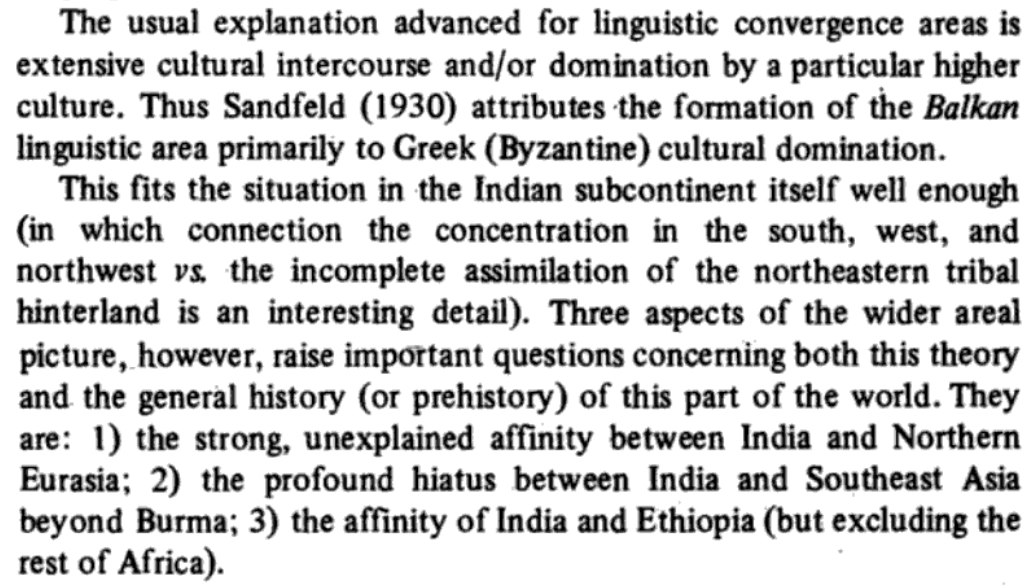 The usual explanation advanced for linguistic convergence areas is
extensive cultural intercourse and/or domination by a particular higher
culture. Thus Sandfeld (1930) attributes the formation of the Balkan
linguistic area primarily to Greek (Byzantine) cultural domination.
This fits the situation in the Indian subcontinent itself well enough
(in which connection the concentration in the south, west, and
northwest vs. the incomplete assimilation of the northeastern tribal
hinterland is an interesting detail). Three aspects of the wider areal
picture, however, raise important questions concerning both this theory
and the general history (or prehistory) of this part of the world. They
are: 1) the strong, unexplained affinity between India and Northern
Eurasia; 2) the profound hiatus between India and Southeast Asia
beyond Burma; 3) the affinity of India and Ethiopia (but excluding the
rest of Africa).